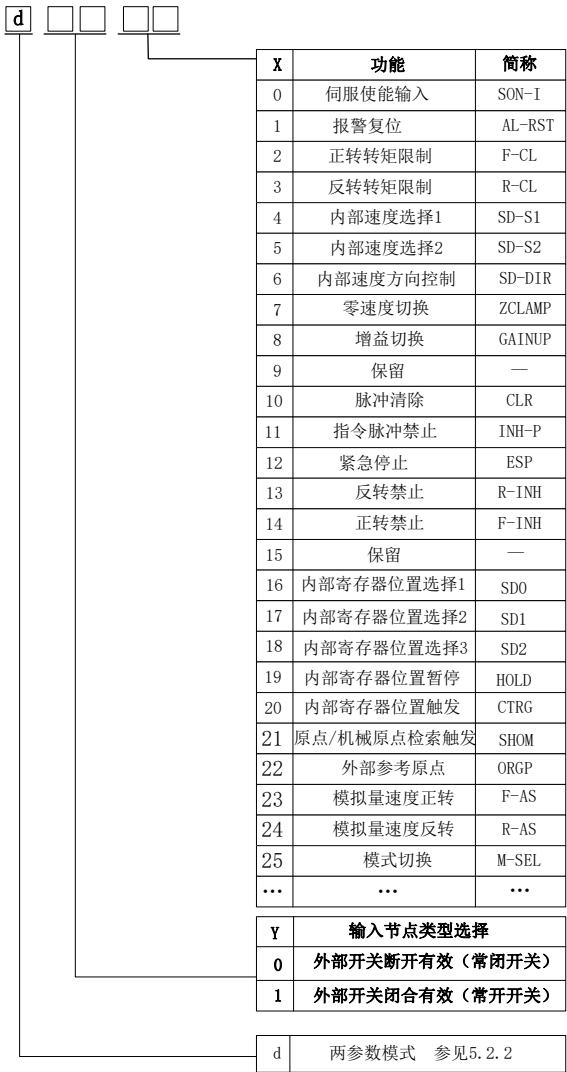 d
X 功能 简称
0 伺服使能输入 SON-I
1 报警复位 AL-RST
2 正转转矩限制 F-CL
3 反转转矩限制 R-CL
4 内部速度选择1 SD-S1
5 内部速度选择2 SD-S2
6 内部速度方向控制 SD-DIR
7 零速度切换 ZCLAMP
8 增益切换 GAINUP
9 保留 —
10 脉冲清除 CLR
11 指令脉冲禁止 INH-P
12 紧急停止 ESP
13 反转禁止 R-INH
14 正转禁止 F-INH
15 保留 —
16 内部寄存器位置选择1 SD0
17 内部寄存器位置选择2 SD1
18 内部寄存器位置选择3 SD2
19 内部寄存器位置暂停 HOLD
20 内部寄存器位置触发 CTRG
21 原点/机械原点检索触发 SHOM
22 外部参考原点 ORGP
23 模拟量速度正转 F-AS
24 模拟量速度反转 R-AS
25 模式切换 M-SEL
… … …
Y 输入节点类型选择
0 外部开关断开有效（常闭开关）
1 外部开关闭合有效（常开开关）
d 两参数模式 参见5.2.2